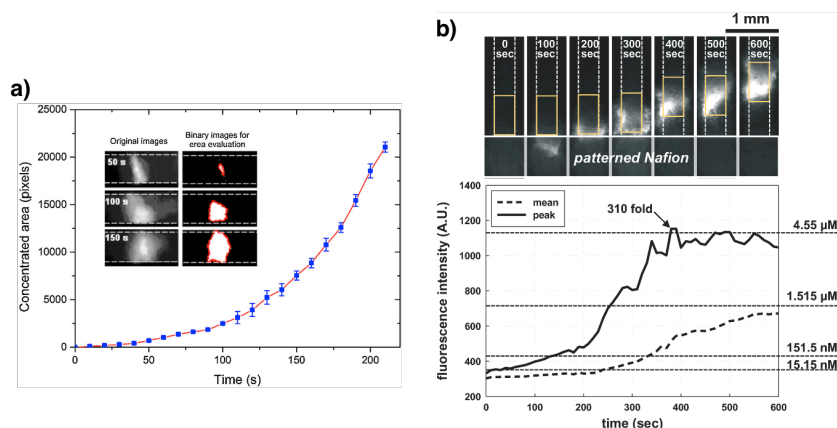 a)
Concentrated area (pixels)
25000
20000
15000
10000
5000
0
Original images
Binary images for
erea evaluation
50 s
100 s
150 s
0
50
100
150
200
Time (s)
b)
1 mm
0
sec
100
sec
200
sec
300
sec
400
sec
500
sec
600
sec
patterned Nafion
fluorescence intensity (A.U.)
1400
1200
1000
800
600
400
200
mean
peak
310 fold
4.55 µM
1.515 µM
151.5 nM
15.15 nM
0
100
200
300
400
500
600
time (sec)